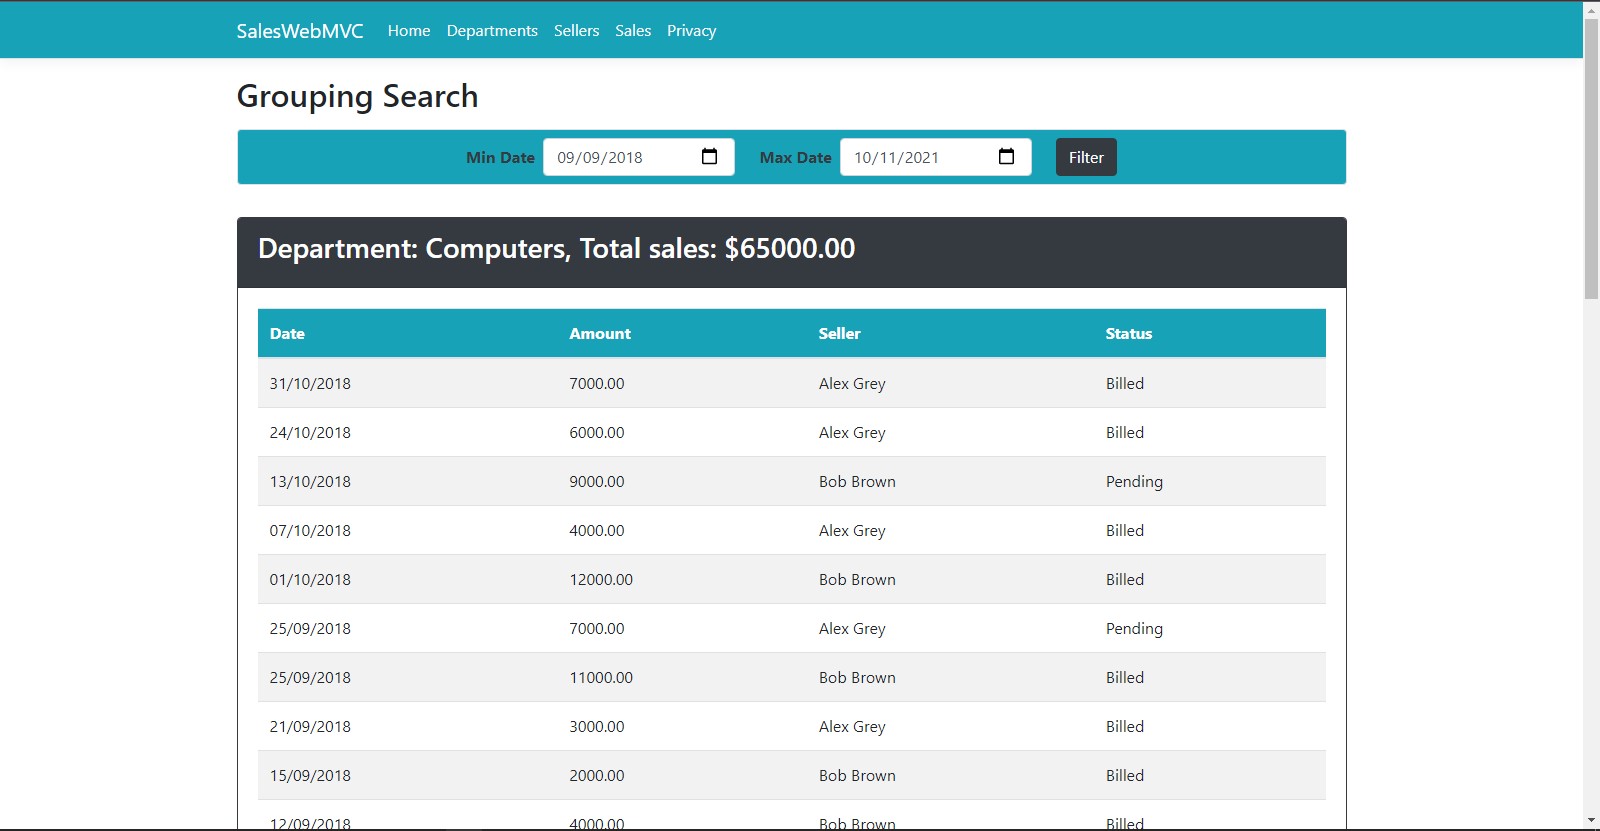 SalesWebMVC Home Departments Sellers Sales Privacy
Grouping Search
Min Date 09/09/2018 Max Date 10/11/2021 Filter
Department: Computers, Total sales: $65000.00
Date Amount Seller Status
31/10/2018 7000.00 Alex Grey Billed
24/10/2018 6000.00 Alex Grey Billed
13/10/2018 9000.00 Bob Brown Pending
07/10/2018 4000.00 Alex Grey Billed
01/10/2018 12000.00 Bob Brown Billed
25/09/2018 7000.00 Alex Grey Pending
25/09/2018 11000.00 Bob Brown Billed
21/09/2018 3000.00 Alex Grey Billed
15/09/2018 2000.00 Bob Brown Billed
12/09/2018 4000.00 Bob Brown Billed